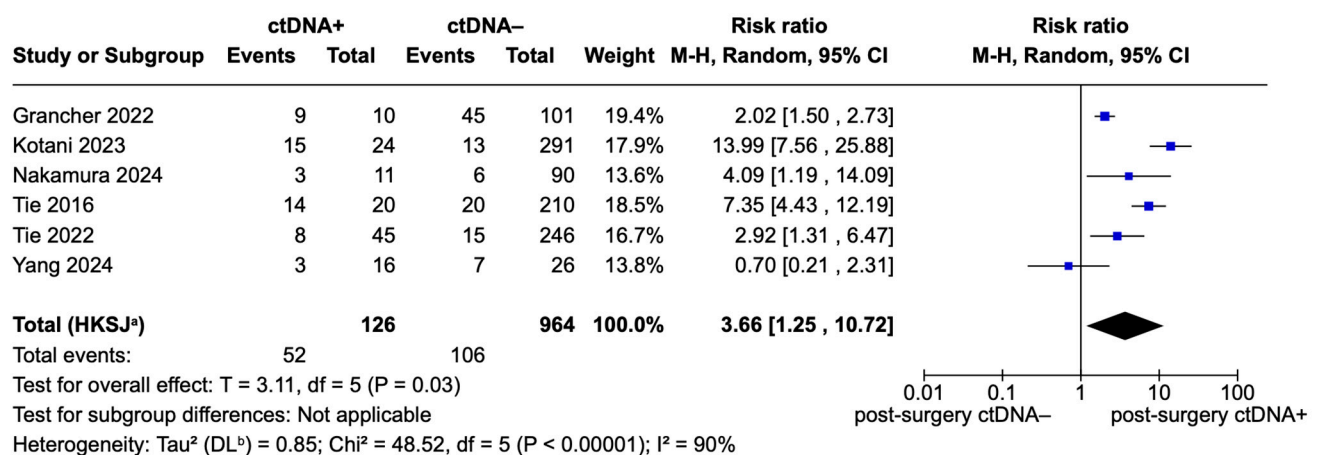 ctDNA+ ctDNA– Risk ratio Risk ratio
Study or Subgroup Events Total Events Total Weight M-H, Random, 95% CI M-H, Random, 95% CI
Grancher 2022 9 10 45 101 19.4% 2.02 [1.50 , 2.73]
Kotani 2023 15 24 13 291 17.9% 13.99 [7.56 , 25.88]
Nakamura 2024 3 11 6 90 13.6% 4.09 [1.19 , 14.09]
Tie 2016 14 20 20 210 18.5% 7.35 [4.43 , 12.19]
Tie 2022 8 45 15 246 16.7% 2.92 [1.31 , 6.47]
Yang 2024 3 16 7 26 13.8% 0.70 [0.21 , 2.31]
Total (HKSJᵃ) 126 964 100.0% 3.66 [1.25 , 10.72]
Total events: 52 106
Test for overall effect: T = 3.11, df = 5 (P = 0.03)
0.01 0.1 1 10 100
Test for subgroup differences: Not applicable
post-surgery ctDNA– post-surgery ctDNA+
Heterogeneity: Tau² (DLᵇ) = 0.85; Chi² = 48.52, df = 5 (P < 0.00001); I² = 90%